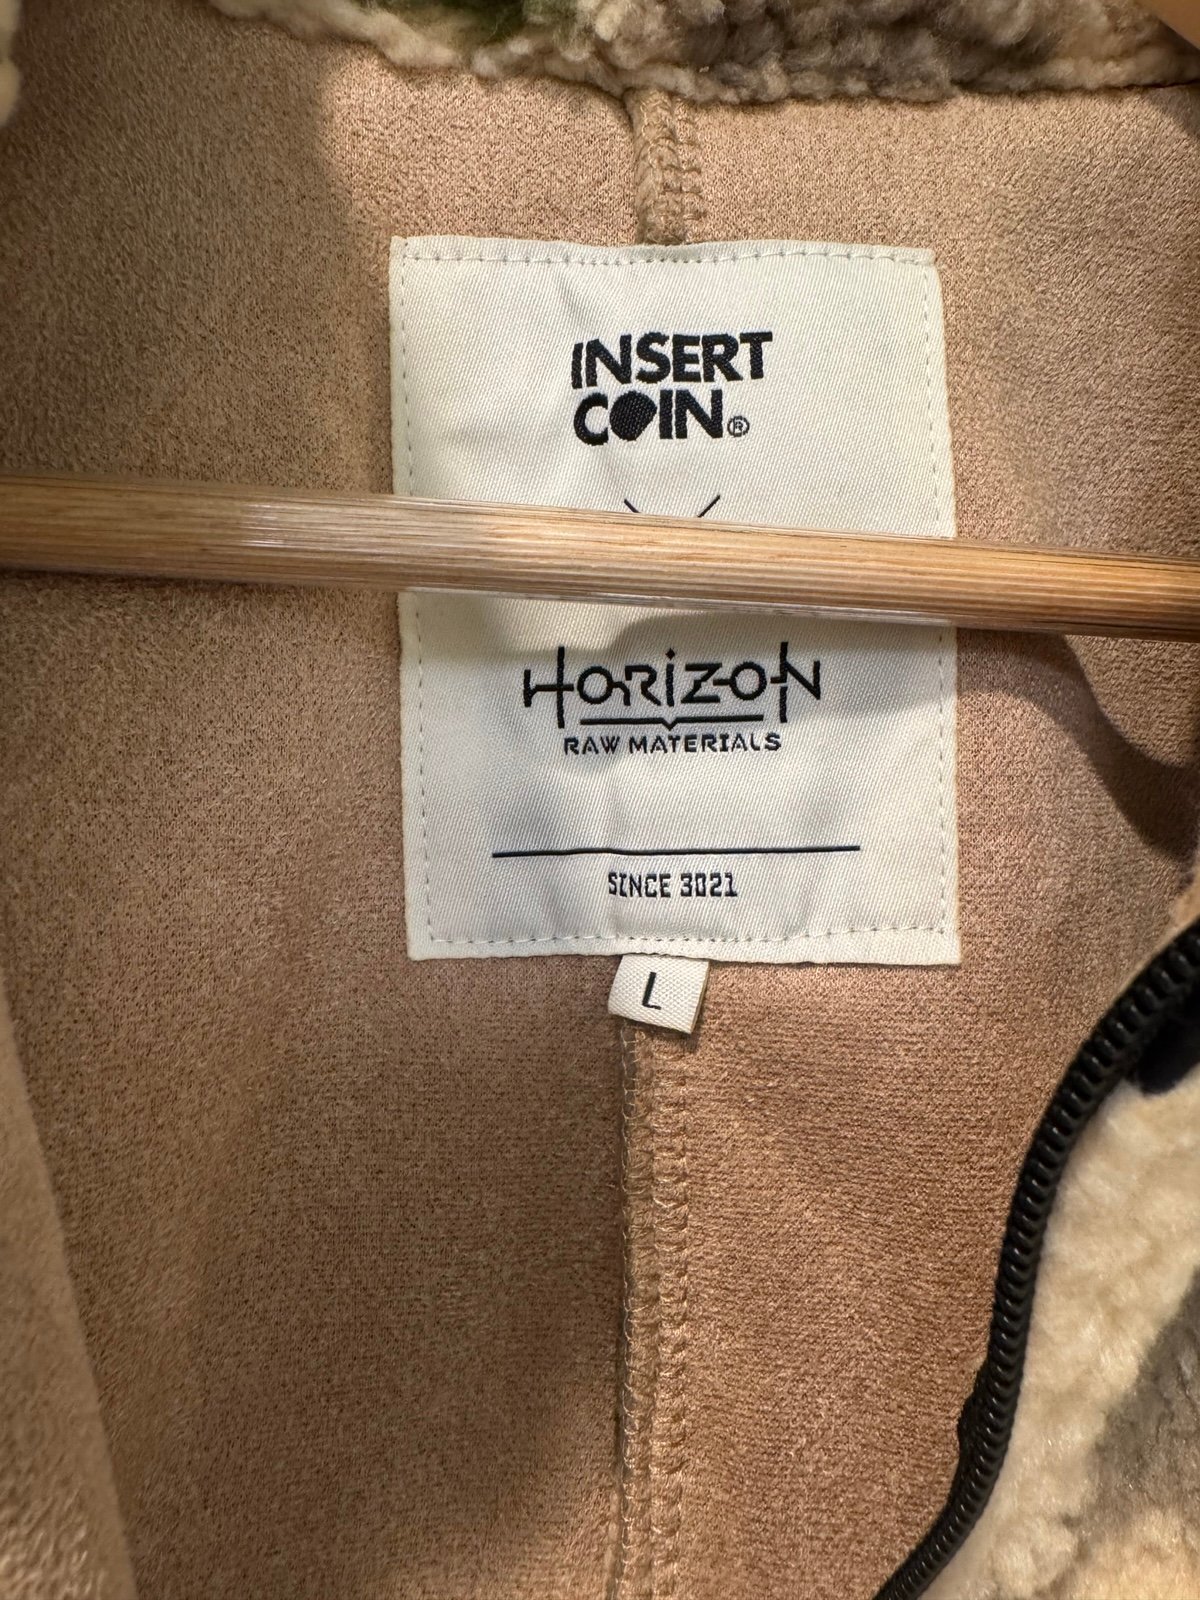 INSERT
COIN®
HORIZON
RAW MATERIALS
SINCE 3021
L